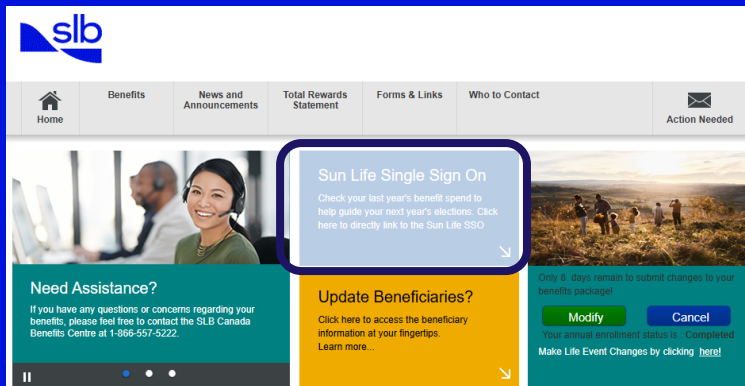 slb
Home
Benefits
News and
Announcements
Total Rewards
Statement
Forms & Links
Who to Contact
Action Needed
Sun Life Single Sign On
Check your last year's benefit spend to
help guide your next year's elections. Click
here to directly link to the Sun Life SSO
Need Assistance?
If you have any questions or concerns regarding your
benefits, please feel free to contact the SLB Canada
Benefits Centre at 1-866-557-5222.
Update Beneficiaries?
Click here to access the beneficiary
information at your fingertips.
Learn more...
Only 8 days remain to submit changes to your
benefits package!
Modify
Cancel
Your annual enrollment status is : Completed
Make Life Event Changes by clicking here!